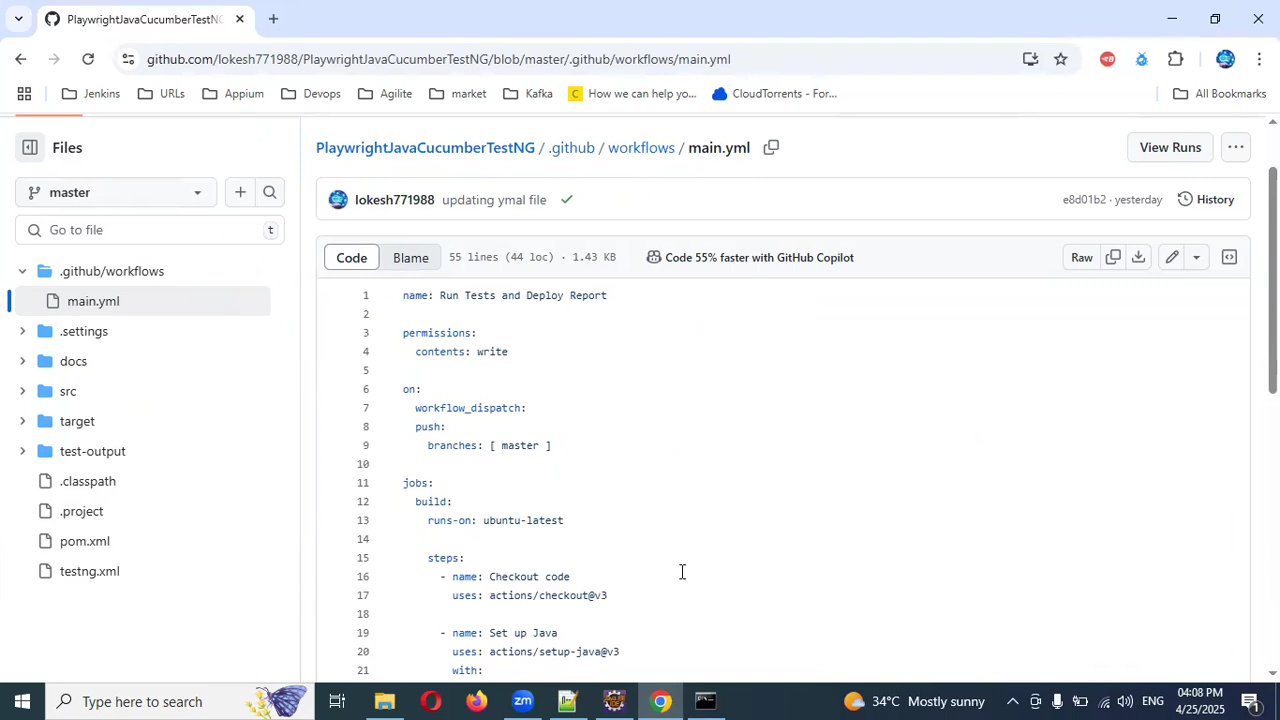 PlaywrightJavaCucumberTestNG
github.com/lokesh771988/PlaywrightJavaCucumberTestNG/blob/master/.github/workflows/main.yml
Jenkins
URLs
Appium
Devops
Agilite
market
Kafka
How we can help yo...
CloudTorrents - For...
All Bookmarks
Files
PlaywrightJavaCucumberTestNG / .github / workflows / main.yml
View Runs
master
lokesh771988 updating ymal file
e8d01b2 · yesterday
History
Go to file
t
Code
Blame
55 lines (44 loc) · 1.43 KB
Code 55% faster with GitHub Copilot
Raw
.github/workflows
main.yml
.settings
docs
src
target
test-output
.classpath
.project
pom.xml
testng.xml
1 name: Run Tests and Deploy Report
2
3 permissions:
4 contents: write
5
6 on:
7 workflow_dispatch:
8 push:
9 branches: [ master ]
10
11 jobs:
12 build:
13 runs-on: ubuntu-latest
14
15 steps:
16 - name: Checkout code
17 uses: actions/checkout@v3
18
19 - name: Set up Java
20 uses: actions/setup-java@v3
21 with:
Type here to search
zm
34°C Mostly sunny
ENG
04:08 PM
4/25/2025
1